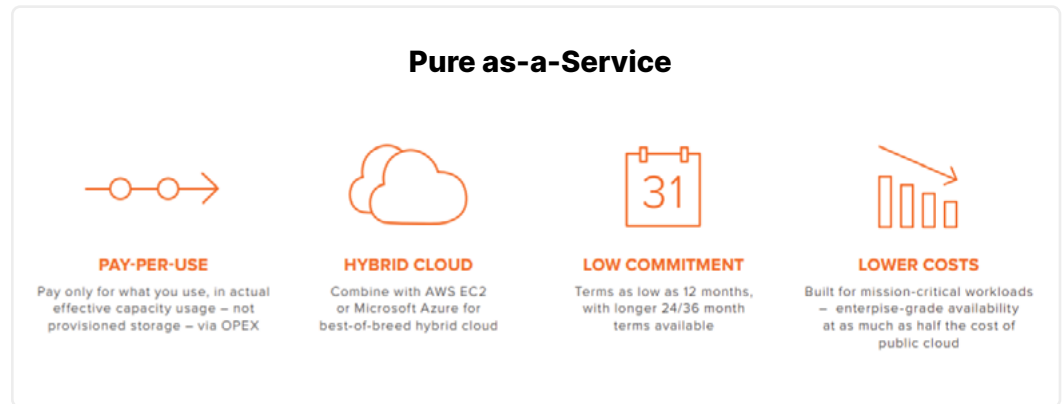 Pure as-a-Service
31
PAY-PER-USE
Pay only for what you use, in actual
effective capacity usage – not
provisioned storage – via OPEX
HYBRID CLOUD
Combine with AWS EC2
or Microsoft Azure for
best-of-breed hybrid cloud
LOW COMMITMENT
Terms as low as 12 months,
with longer 24/36 month
terms available
LOWER COSTS
Built for mission-critical workloads
– enterpise-grade availability
at as much as half the cost of
public cloud